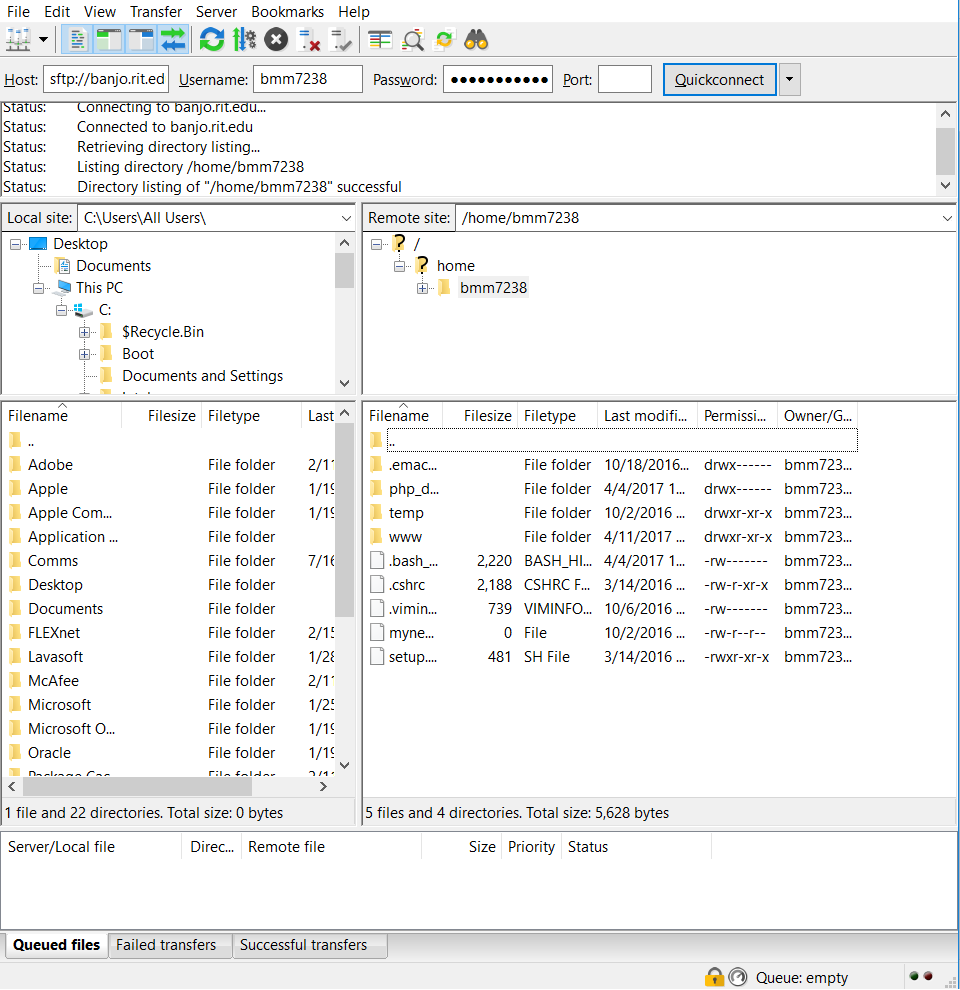 File Edit View Transfer Server Bookmarks Help
Host: sftp://banjo.rit.ed Username: bmm7238 Password: ●●●●●●●●●●● Port: Quickconnect
Status: Connecting to banjo.rit.edu...
Status: Connected to banjo.rit.edu
Status: Retrieving directory listing...
Status: Listing directory /home/bmm7238
Status: Directory listing of "/home/bmm7238" successful
Local site: C:\Users\All Users\
Desktop
Documents
This PC
C:
$Recycle.Bin
Boot
Documents and Settings
Remote site: /home/bmm7238
/
home
bmm7238
Filename Filesize Filetype Last
..
Adobe File folder 2/11
Apple File folder 1/19
Apple Com... File folder 1/19
Application ... File folder
Comms File folder 7/16
Desktop File folder
Documents File folder
FLEXnet File folder 2/15
Lavasoft File folder 1/28
McAfee File folder 2/11
Microsoft File folder 1/25
Microsoft O... File folder 1/19
Oracle File folder 1/19
Package Cac File folder 2/11
1 file and 22 directories. Total size: 0 bytes
Filename Filesize Filetype Last modifi... Permissi... Owner/G...
..
.emac... File folder 10/18/2016... drwx------ bmm723...
php_d... File folder 4/4/2017 1... drwx------ bmm723...
temp File folder 10/2/2016 ... drwxr-xr-x bmm723...
www File folder 4/11/2017 ... drwxr-xr-x bmm723...
.bash_... 2,220 BASH_HI... 4/4/2017 1... -rw------- bmm723...
.cshrc 2,188 CSHRC F... 3/14/2016 ... -rw-r-xr-x bmm723...
.vimin... 739 VIMINFO... 10/6/2016 ... -rw------- bmm723...
myne... 0 File 10/2/2016 ... -rw-r--r-- bmm723...
setup.... 481 SH File 3/14/2016 ... -rwxr-xr-x bmm723...
5 files and 4 directories. Total size: 5,628 bytes
Server/Local file Direc... Remote file Size Priority Status
Queued files Failed transfers Successful transfers
Queue: empty